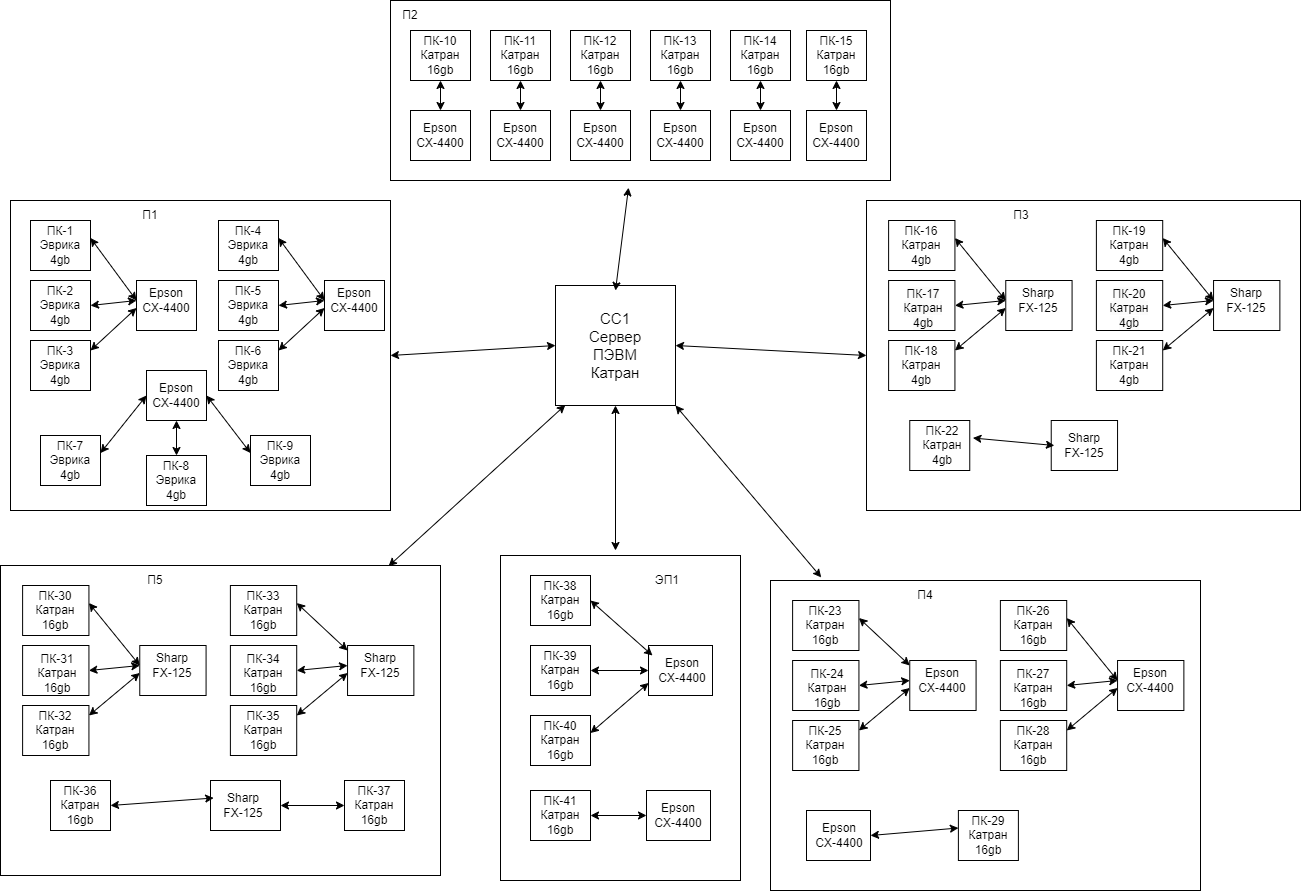 П2
ПК-10
Катран
16gb
ПК-11
Катран
16gb
ПК-12
Катран
16gb
ПК-13
Катран
16gb
ПК-14
Катран
16gb
ПК-15
Катран
16gb
Epson
CX-4400
Epson
CX-4400
Epson
CX-4400
Epson
CX-4400
Epson
CX-4400
Epson
CX-4400
П1
ПК-1
Эврика
4gb
ПК-4
Эврика
4gb
ПК-2
Эврика
4gb
Epson
CX-4400
ПК-5
Эврика
4gb
Epson
CX-4400
ПК-3
Эврика
4gb
ПК-6
Эврика
4gb
Epson
CX-4400
ПК-7
Эврика
4gb
ПК-8
Эврика
4gb
ПК-9
Эврика
4gb
СС1
Сервер
ПЭВМ
Катран
П3
ПК-16
Катран
4gb
ПК-19
Катран
4gb
ПК-17
Катран
4gb
Sharp
FX-125
ПК-20
Катран
4gb
Sharp
FX-125
ПК-18
Катран
4gb
ПК-21
Катран
4gb
ПК-22
Катран
4gb
Sharp
FX-125
П5
ПК-30
Катран
16gb
ПК-33
Катран
16gb
ПК-31
Катран
16gb
Sharp
FX-125
ПК-34
Катран
16gb
Sharp
FX-125
ПК-32
Катран
16gb
ПК-35
Катран
16gb
ПК-36
Катран
16gb
Sharp
FX-125
ПК-37
Катран
16gb
ЭП1
ПК-38
Катран
16gb
ПК-39
Катран
16gb
Epson
CX-4400
ПК-40
Катран
16gb
ПК-41
Катран
16gb
Epson
CX-4400
П4
ПК-23
Катран
16gb
ПК-26
Катран
16gb
ПК-24
Катран
16gb
Epson
CX-4400
ПК-27
Катран
16gb
Epson
CX-4400
ПК-25
Катран
16gb
ПК-28
Катран
16gb
Epson
CX-4400
ПК-29
Катран
16gb